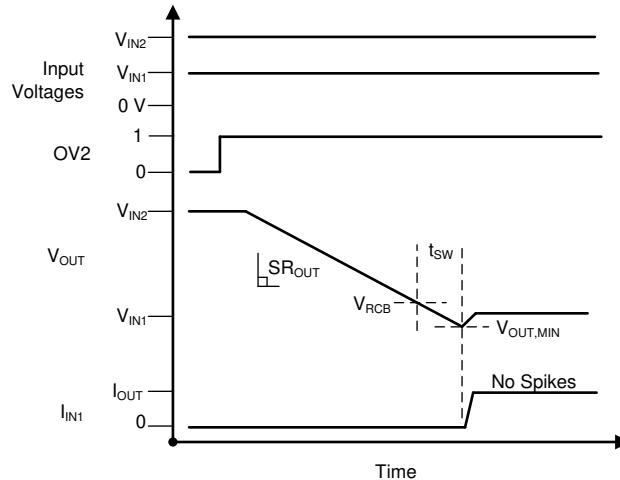 V_IN2
Input
Voltages
V_IN1
0 V
OV2
1
0
V_IN2
V_OUT
SR_OUT
t_SW
V_RCB
V_IN1
V_OUT,MIN
I_OUT
No Spikes
I_IN1
0
Time